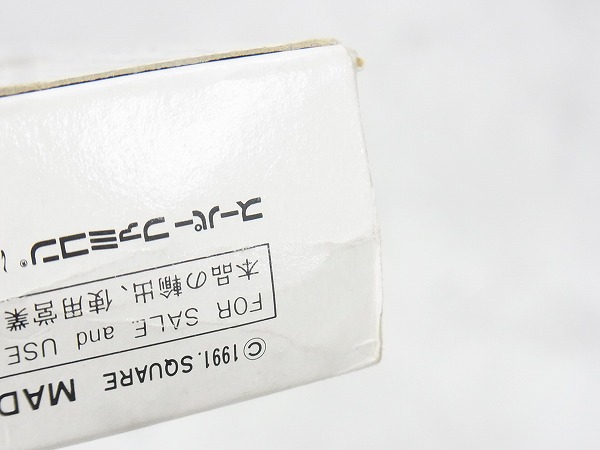 ©1991. SQUARE MAD
FOR SALE and USE
本品の輸出、使用営業
スーパーファミコン®